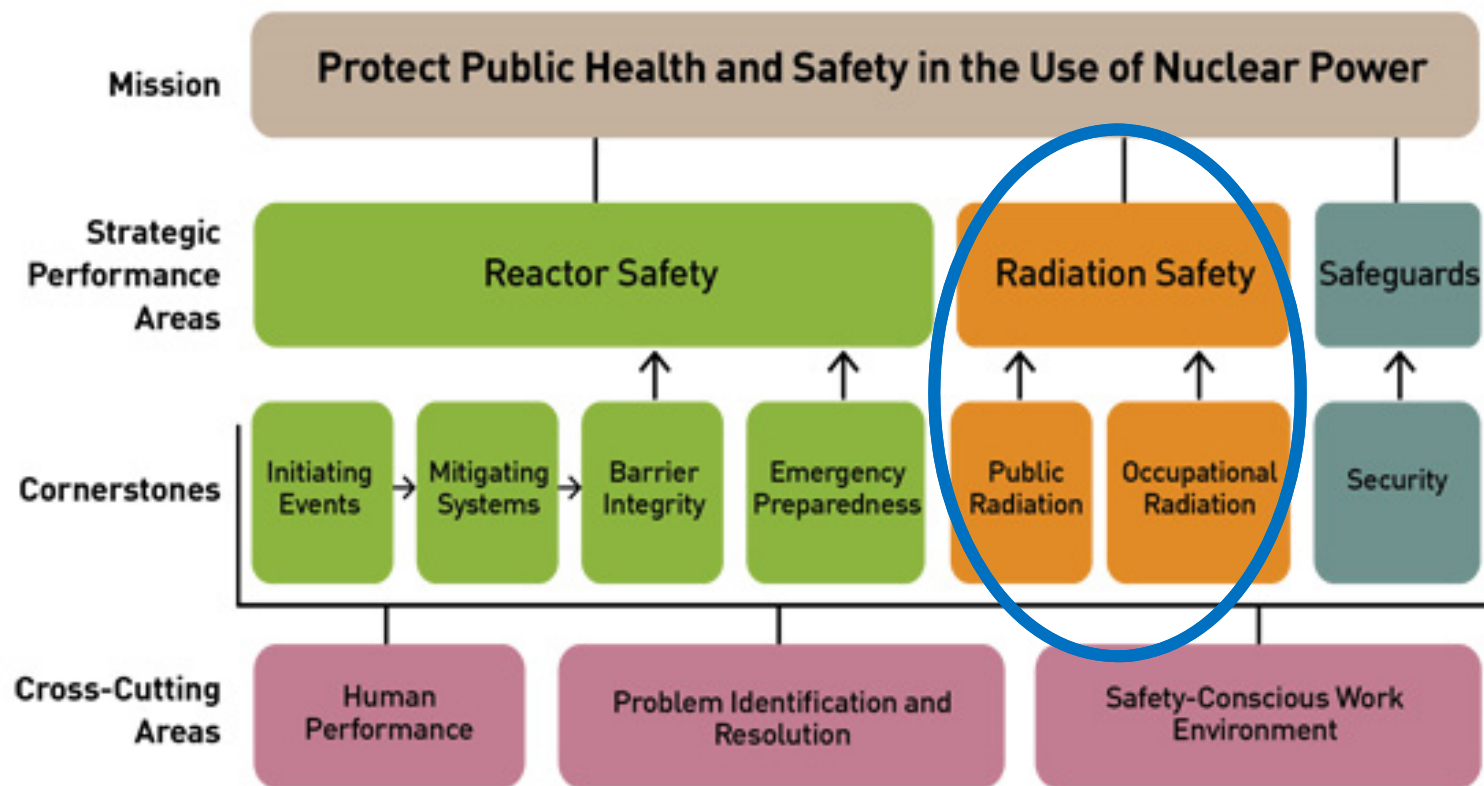 Mission
Protect Public Health and Safety in the Use of Nuclear Power
Strategic
Performance
Areas
Reactor Safety
Radiation Safety
Safeguards
Cornerstones
Initiating
Events
Mitigating
Systems
Barrier
Integrity
Emergency
Preparedness
Public
Radiation
Occupational
Radiation
Security
Cross-Cutting
Areas
Human
Performance
Problem Identification and
Resolution
Safety-Conscious Work
Environment